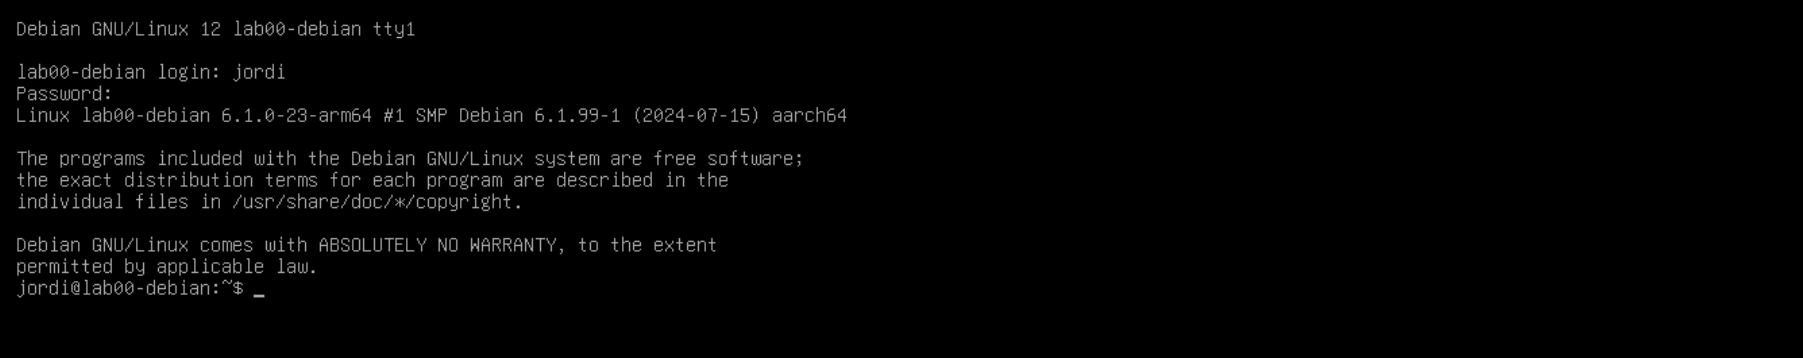 Debian GNU/Linux 12 lab00-debian tty1
lab00-debian login: jordi
Password:
Linux lab00-debian 6.1.0-23-arm64 #1 SMP Debian 6.1.99-1 (2024-07-15) aarch64
The programs included with the Debian GNU/Linux system are free software;
the exact distribution terms for each program are described in the
individual files in /usr/share/doc/*/copyright.
Debian GNU/Linux comes with ABSOLUTELY NO WARRANTY, to the extent
permitted by applicable law.
jordi@lab00-debian:~$ _